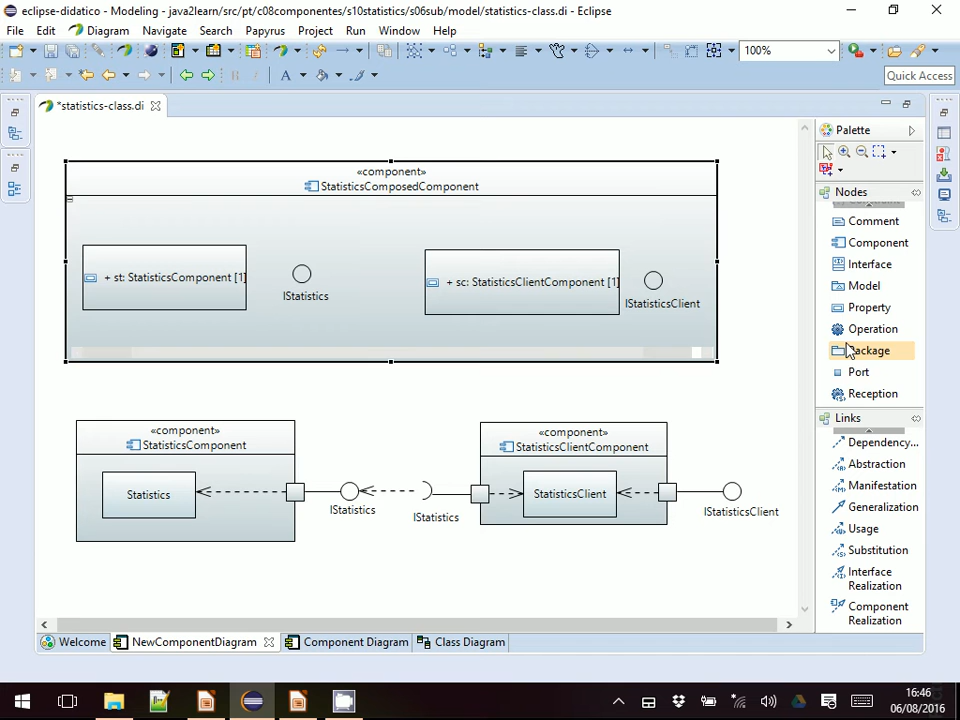 eclipse-didatico - Modeling - java2learn/src/pt/c08componentes/s10statistics/s06sub/model/statistics-class.di - Eclipse
File Edit Diagram Navigate Search Papyrus Project Run Window Help
100%
Quick Access
*statistics-class.di
Palette
Nodes
Comment
Component
Interface
Model
Property
Operation
Package
Port
Reception
Links
Dependency...
Abstraction
Manifestation
Generalization
Usage
Substitution
Interface
Realization
Component
Realization
«component»
StatisticsComposedComponent
+ st: StatisticsComponent [1]
IStatistics
+ sc: StatisticsClientComponent [1]
IStatisticsClient
«component»
StatisticsComponent
Statistics
IStatistics
IStatistics
«component»
StatisticsClientComponent
StatisticsClient
IStatisticsClient
Welcome NewComponentDiagram Component Diagram Class Diagram
16:46
06/08/2016